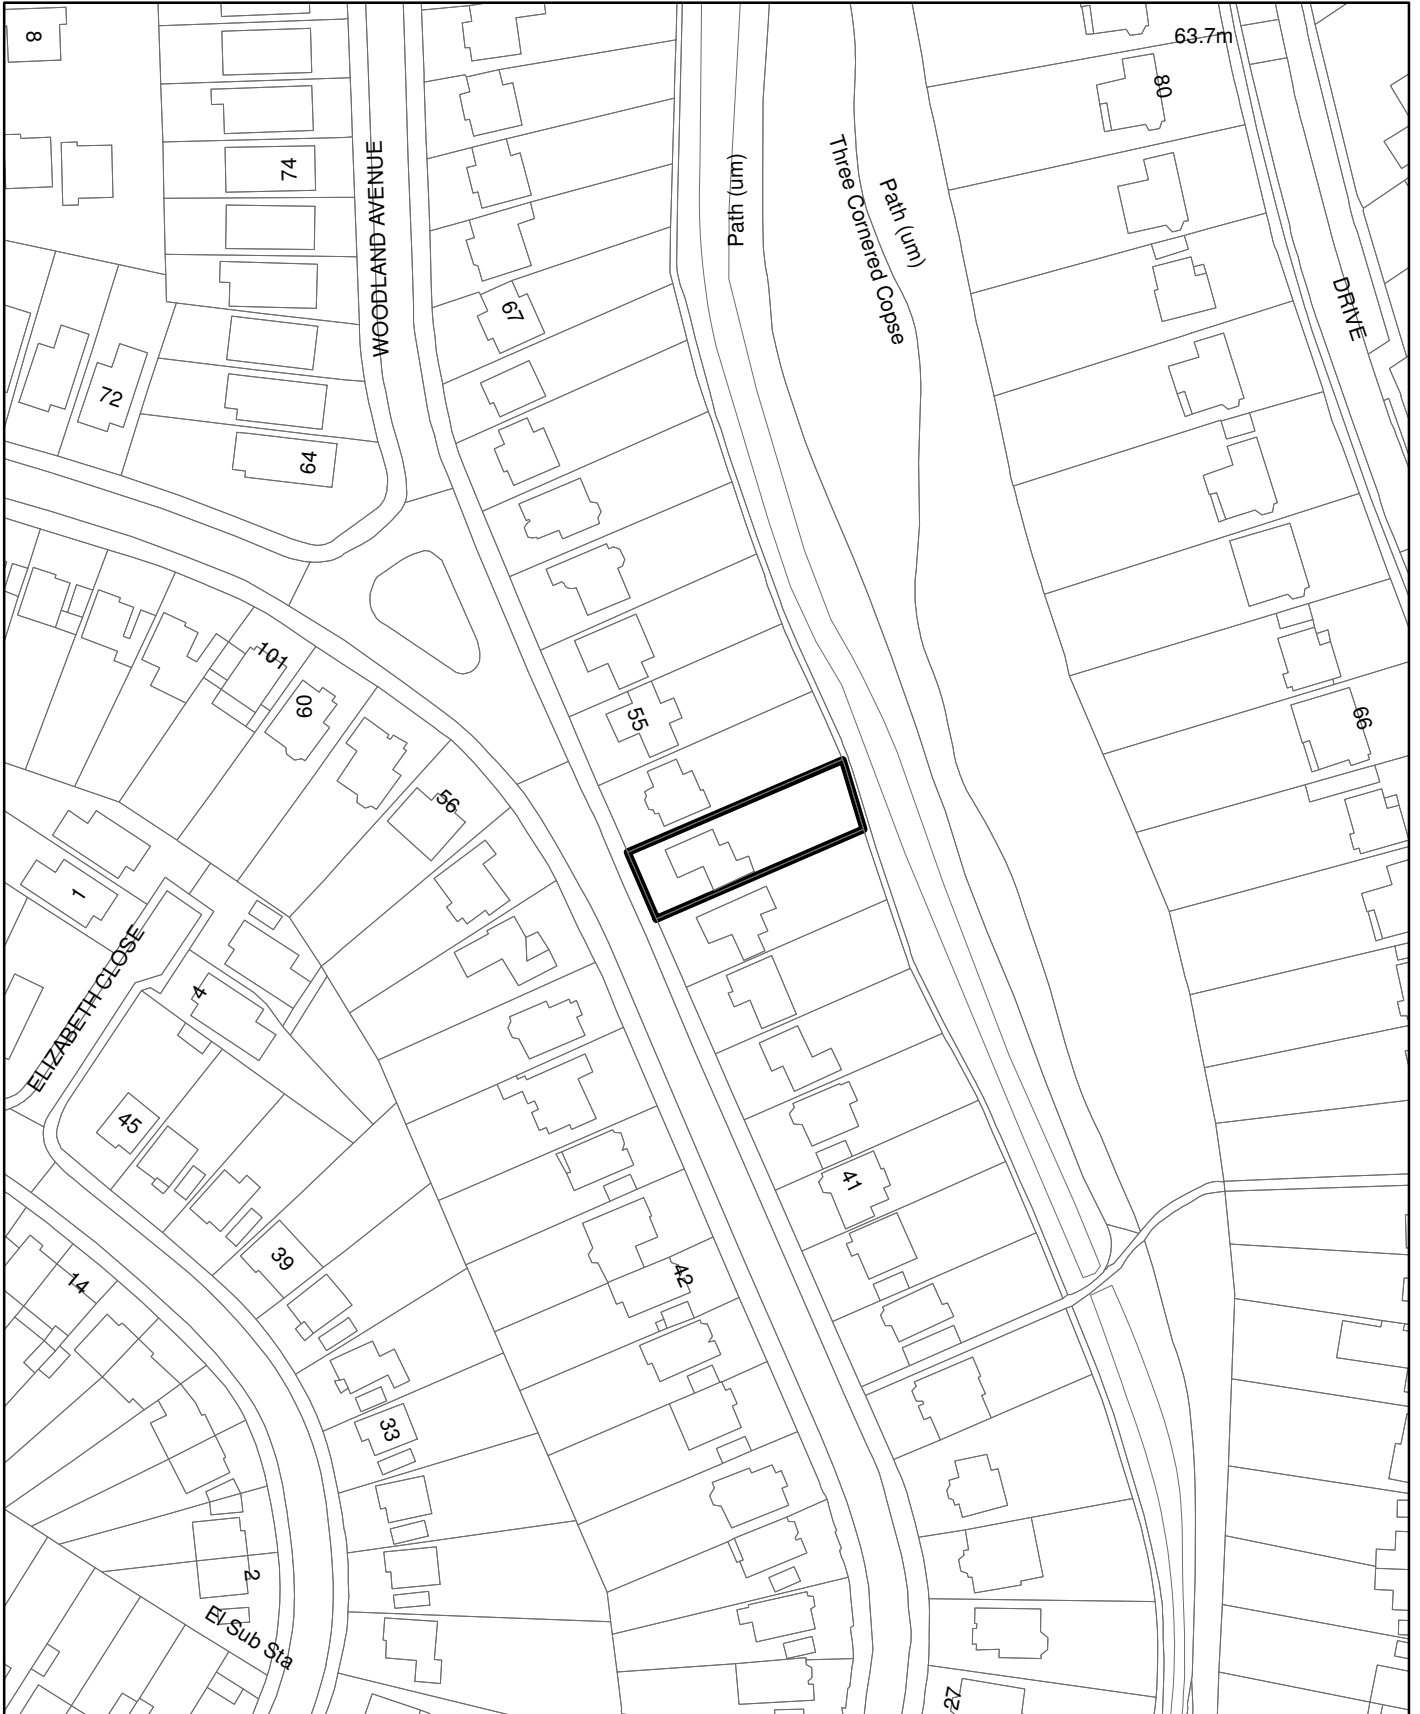 8
63.7m
80
74
WOODLAND AVENUE
Path (um)
Three Cornered Copse
Path (um)
67
DRIVE
72
64
101
60
55
66
56
1
ELIZABETH CLOSE
4
45
41
39
42
14
33
2
El Sub Sta
27